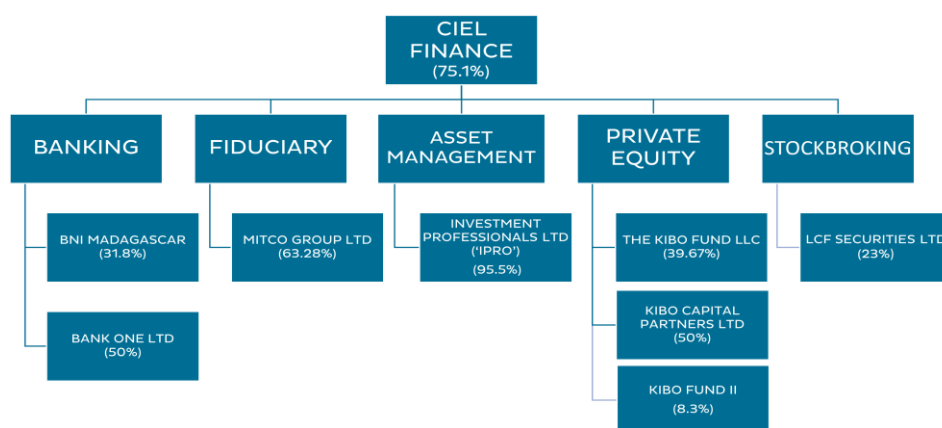 CIEL
FINANCE
(75.1%)
BANKING
FIDUCIARY
ASSET
MANAGEMENT
PRIVATE
EQUITY
STOCKBROKING
BNI MADAGASCAR
(31.8%)
MITCO GROUP LTD
(63.28%)
INVESTMENT
PROFESSIONALS LTD
('IPRO')
(95.5%)
THE KIBO FUND LLC
(39.67%)
LCF SECURITIES LTD
(23%)
BANK ONE LTD
(50%)
KIBO CAPITAL
PARTNERS LTD
(50%)
KIBO FUND II
(8.3%)